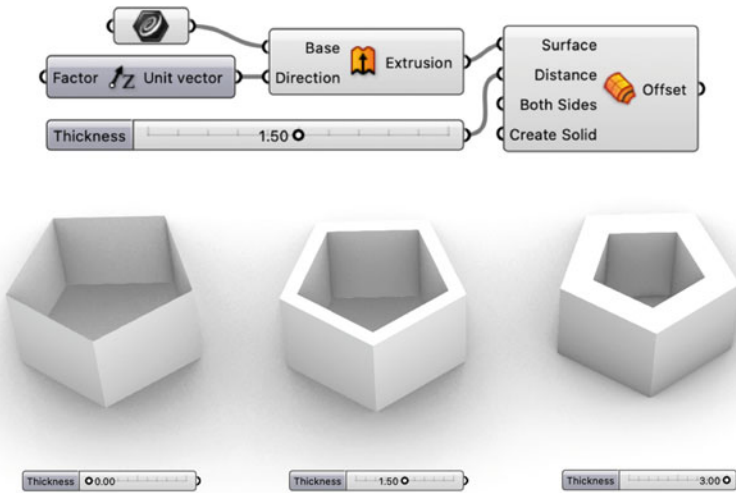 Base
Direction
Extrusion
Factor
Z
Unit vector
Thickness
1.50
Surface
Distance
Both Sides
Create Solid
Offset
Thickness 0.00
Thickness 1.50
Thickness 3.00